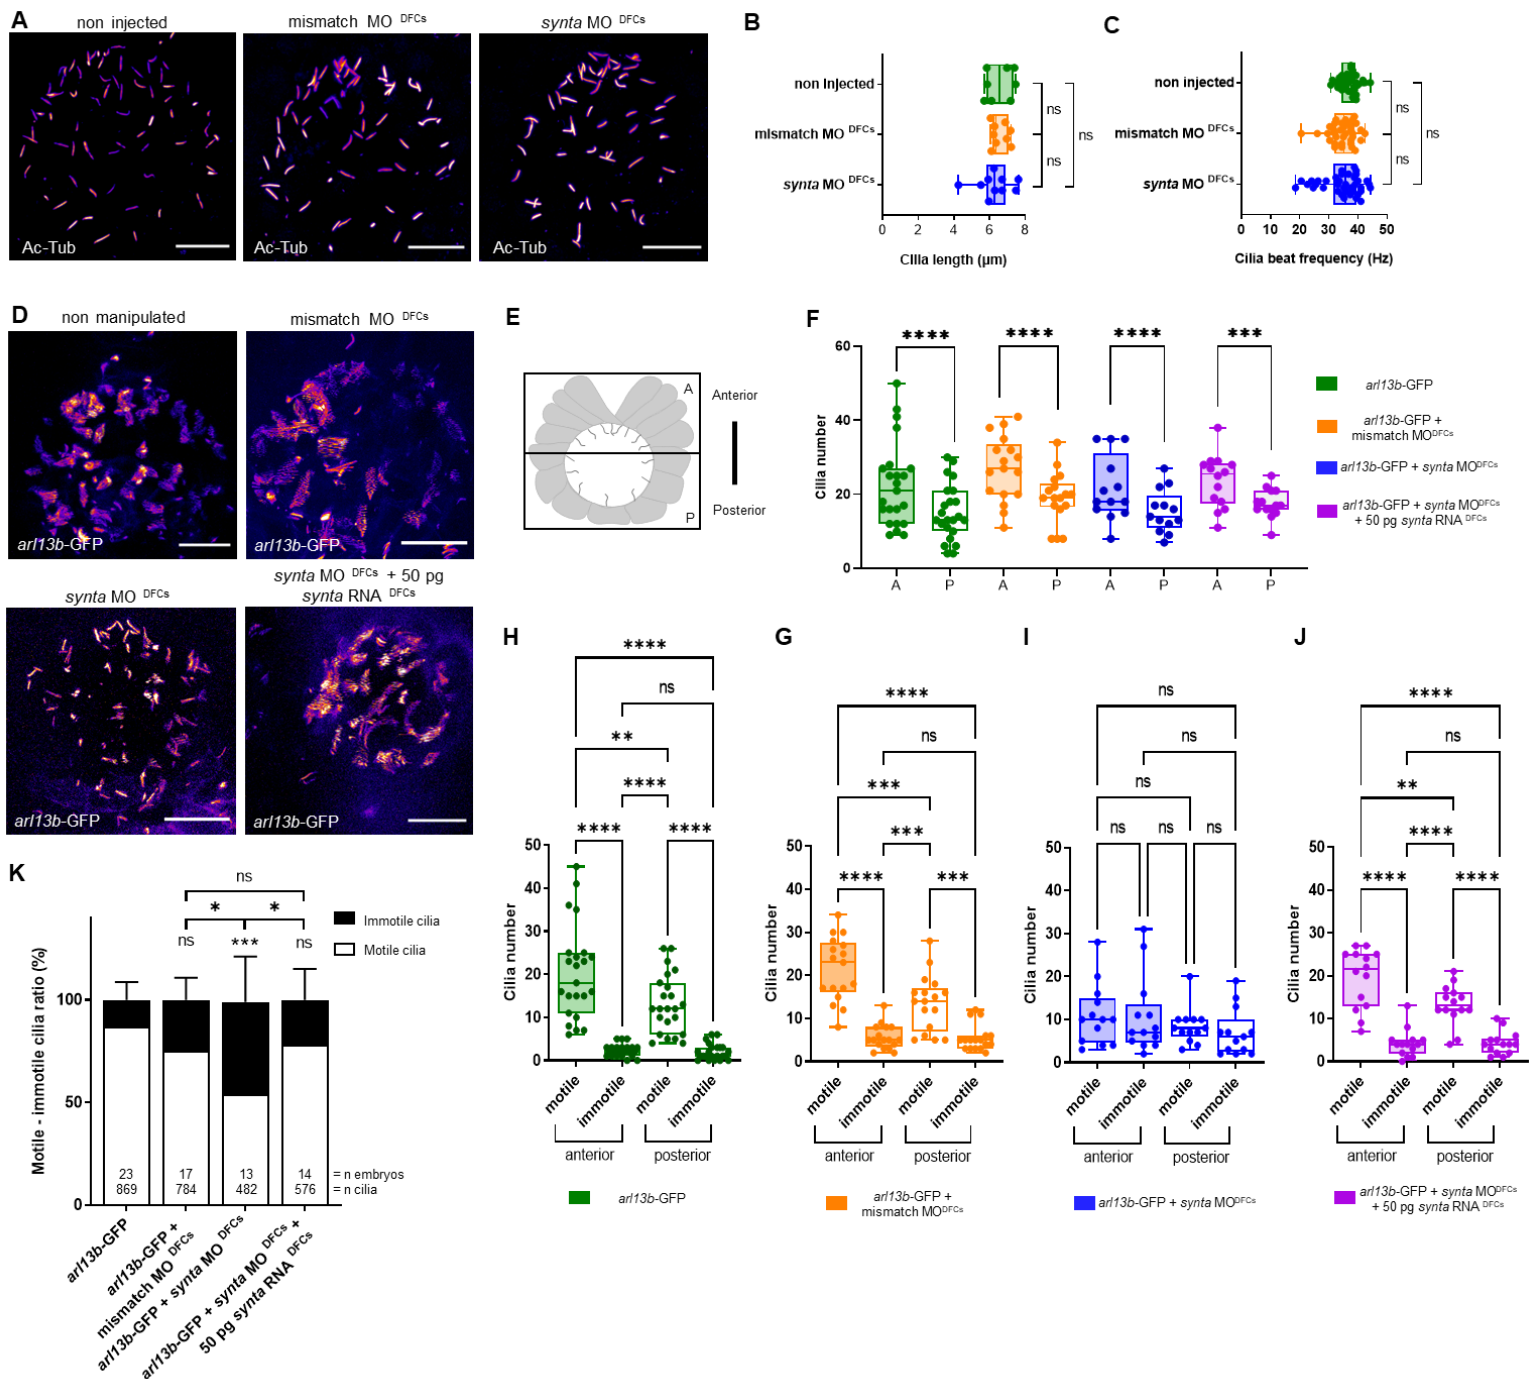 A
non injected
mismatch MO DFCs
synta MO DFCs
Ac-Tub
Ac-Tub
Ac-Tub
B
non Injected
mismatch MO DFCs
synta MO DFCs
ns
ns
ns
0 2 4 6 8
Cilia length (µm)
C
non injected
mismatch MO DFCs
synta MO DFCs
ns
ns
ns
0 10 20 30 40 50
Cilia beat frequency (Hz)
D
non manipulated
mismatch MO DFCs
arl13b-GFP
arl13b-GFP
synta MO DFCs
synta MO DFCs + 50 pg
synta RNA DFCs
arl13b-GFP
arl13b-GFP
E
A
P
Anterior
Posterior
F
**** **** **** ***
60
40
20
0
Cilia number
A P A P A P A P
arl13b-GFP
arl13b-GFP +
mismatch MODFCs
arl13b-GFP + synta MODFCs
arl13b-GFP + synta MODFCs
+ 50 pg synta RNA DFCs
H
****
ns
**
****
**** ****
50
40
30
20
10
0
Cilia number
motile immotile motile immotile
anterior posterior
arl13b-GFP
G
****
ns
***
***
**** ***
50
40
30
20
10
0
Cilia number
motile immotile motile immotile
anterior posterior
arl13b-GFP +
mismatch MODFCs
I
ns
ns
ns
ns ns ns
50
40
30
20
10
0
Cilia number
motile immotile motile immotile
anterior posterior
arl13b-GFP + synta MODFCs
J
****
ns
**
****
**** ****
50
40
30
20
10
0
Cilia number
motile immotile motile immotile
anterior posterior
arl13b-GFP + synta MODFCs
+ 50 pg synta RNA DFCs
K
ns
* *
ns *** ns
Immotile cilia
Motile cilia
100
50
0
Motile - immotile cilia ratio (%)
23 17 13 14 = n embryos
869 784 482 576 = n cilia
arl13b-GFP
arl13b-GFP +
mismatch MO DFCs
arl13b-GFP + synta MO DFCs
arl13b-GFP + synta MO DFCs +
50 pg synta RNA DFCs